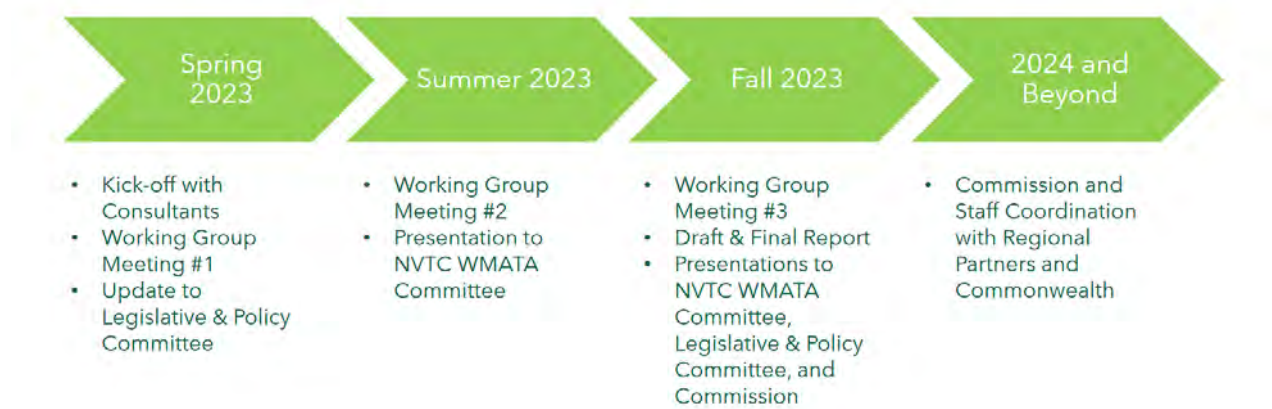 Spring
2023
Summer 2023
Fall 2023
2024 and
Beyond
• Kick-off with
Consultants
• Working Group
Meeting #1
• Update to
Legislative & Policy
Committee
• Working Group
Meeting #2
• Presentation to
NVTC WMATA
Committee
• Working Group
Meeting #3
• Draft & Final Report
• Presentations to
NVTC WMATA
Committee,
Legislative & Policy
Committee, and
Commission
• Commission and
Staff Coordination
with Regional
Partners and
Commonwealth